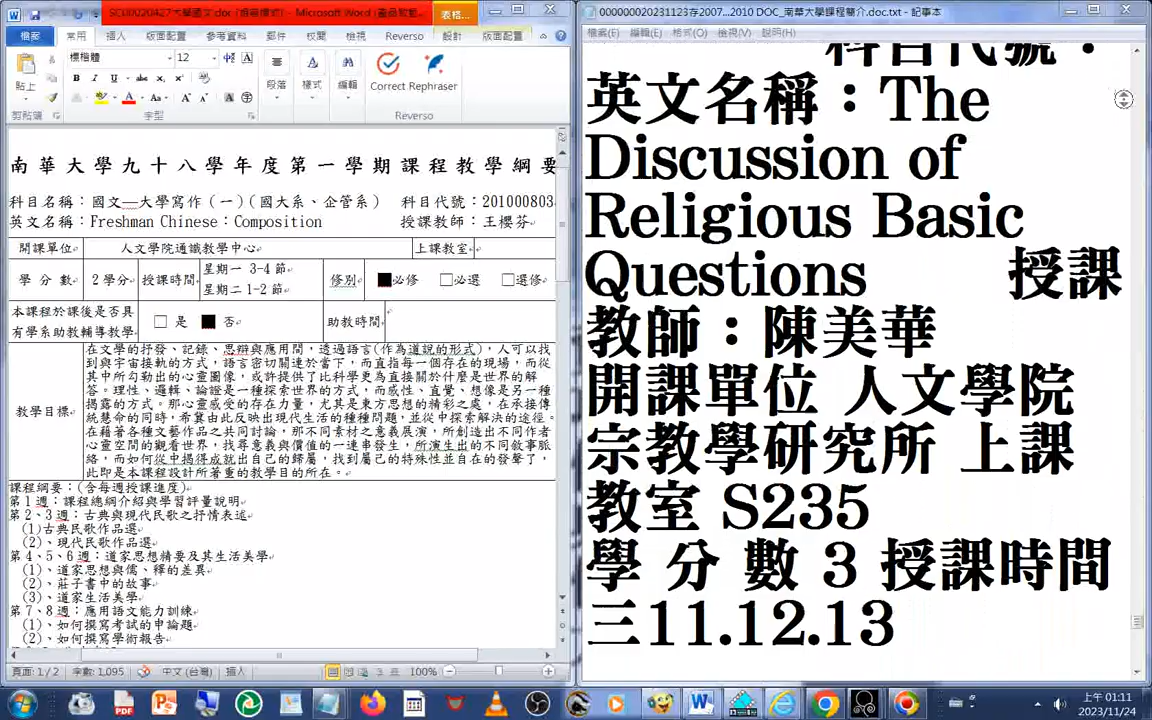 SC000020427大學國文.doc (相容模式) - Microsoft Word (產品啟動...
表格...
檔案 常用 插入 版面配置 參考資料 郵件 校閱 檢視 Reverso 設計 版面配置
標楷體 12
貼上 段落 樣式 編輯 Correct Rephraser
剪貼簿 字型 Reverso
南華大學九十八學年度第一學期課程教學綱要
科目名稱：國文—大學寫作（一）(國大系、企管系) 科目代號：201000803
英文名稱：Freshman Chinese：Composition 授課教師：王櫻芬
開課單位 人文學院通識教學中心 上課教室
學 分 數 2 學分 授課時間 星期一 3-4 節 修別 ■必修 □必選 □選修
星期二 1-2 節
本課程於課後是否具 □ 是 ■ 否 助教時間
有學系助教輔導教學
教學目標
在文學的抒發、記錄、思辯與應用間，透過語言(作為道說的形式)，人可以找
到與宇宙接軌的方式，語言密切關連於當下，而直指每一個存在的現場，而從
其中所勾勒出的心靈圖像，或許提供了比科學更為直接關於什麼是世界的解
答。理性、邏輯、論證是一種探索世界的方式，而感性、直覺、想像是另一種
揭露的方式。那心靈感受的存在力量，尤其是東方思想的精彩之處，在承接傳
統慧命的同時，希冀由此反映出現代生活的種種問題，並從中探索解決的途徑。
在藉著各種文藝作品之共同討論，那不同素材之意義展演，所創造出不同作者
心靈空間的觀看世界，找尋意義與價值的一連串發生，所演生出的不同敘事脈
絡，而如何從中揭得成就出自己的歸屬，找到屬己的特殊性並自在的發聲了，
此即是本課程設計所著重的教學目的所在。
課程綱要：(含每週授課進度)
第 1 週：課程總綱介紹與學習評量說明
第 2、3 週：古典與現代民歌之抒情表述
(1)古典民歌作品選
(2)、現代民歌作品選
第 4、5、6 週：道家思想精要及其生活美學
(1)、道家思想與儒、釋的差異
(2)、莊子書中的故事
(3)、道家生活美學
第 7、8 週：應用語文能力訓練
(1)、如何撰寫考試的申論題
(2)、如何撰寫學術報告
頁面: 1/2 字數: 1,095 中文 (台灣) 插入 100%
000000020231123存2007...2010 DOC_南華大學課程簡介.doc.txt - 記事本
檔案(F) 編輯(E) 格式(O) 檢視(V) 說明(H)
科目代號：
英文名稱：The
Discussion of
Religious Basic
Questions 授課
教師：陳美華
開課單位 人文學院
宗教學研究所 上課
教室 S235
學 分 數 3 授課時間
三11.12.13
上午 01:11
2023/11/24